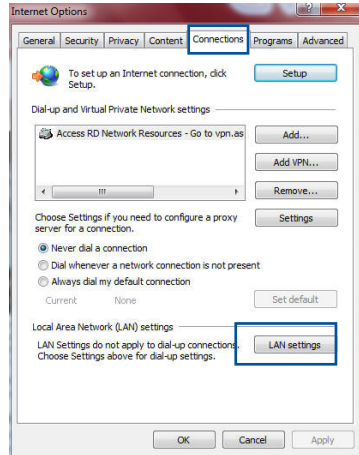 Internet Options
General Security Privacy Content Connections Programs Advanced
To set up an Internet connection, click
Setup.
Setup
Dial-up and Virtual Private Network settings
Access RD Network Resources - Go to vpn.as
Add...
Add VPN...
Remove...
Choose Settings if you need to configure a proxy
server for a connection.
Settings
Never dial a connection
Dial whenever a network connection is not present
Always dial my default connection
Current None
Set default
Local Area Network (LAN) settings
LAN Settings do not apply to dial-up connections.
Choose Settings above for dial-up settings.
LAN settings
OK Cancel Apply